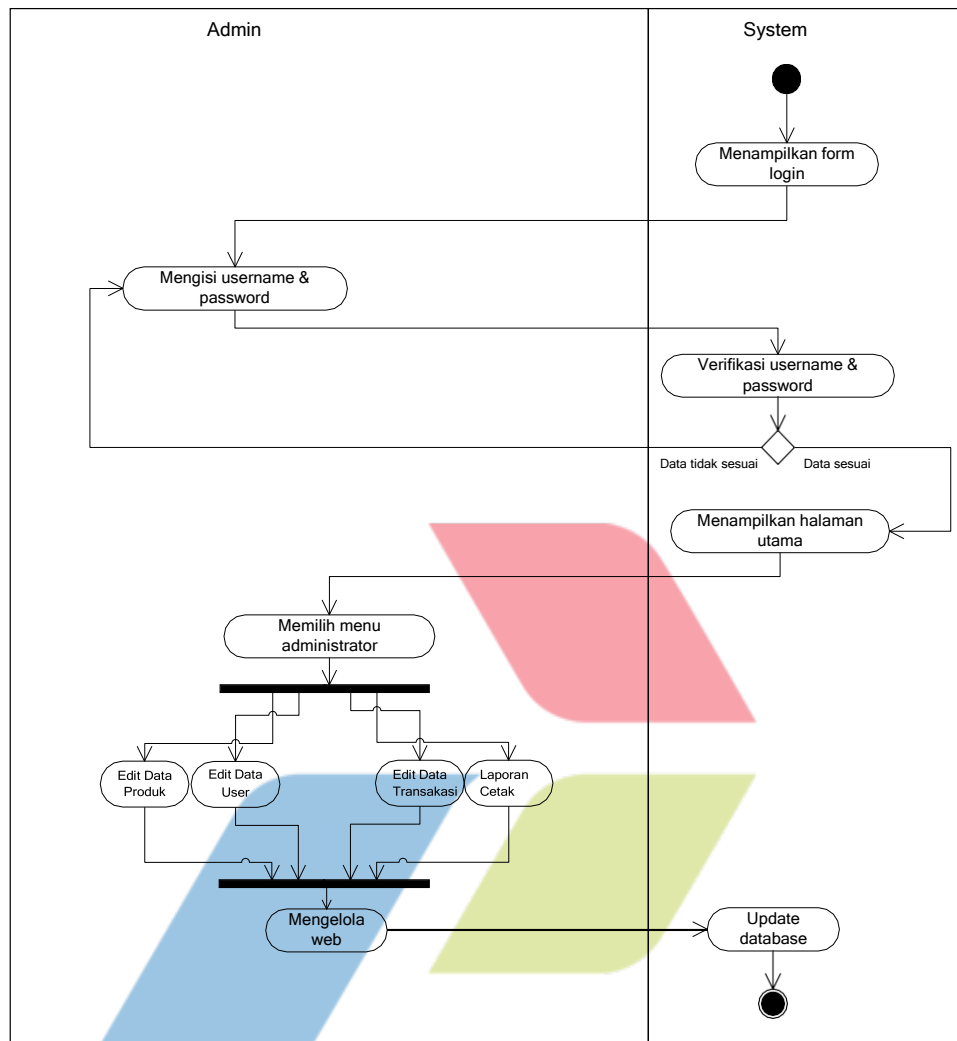 Admin
System
Menampilkan form
login
Mengisi username &
password
Verifikasi username &
password
Data tidak sesuai
Data sesuai
Menampilkan halaman
utama
Memilih menu
administrator
Edit Data
Produk
Edit Data
User
Edit Data
Transakasi
Laporan
Cetak
Mengelola
web
Update
database